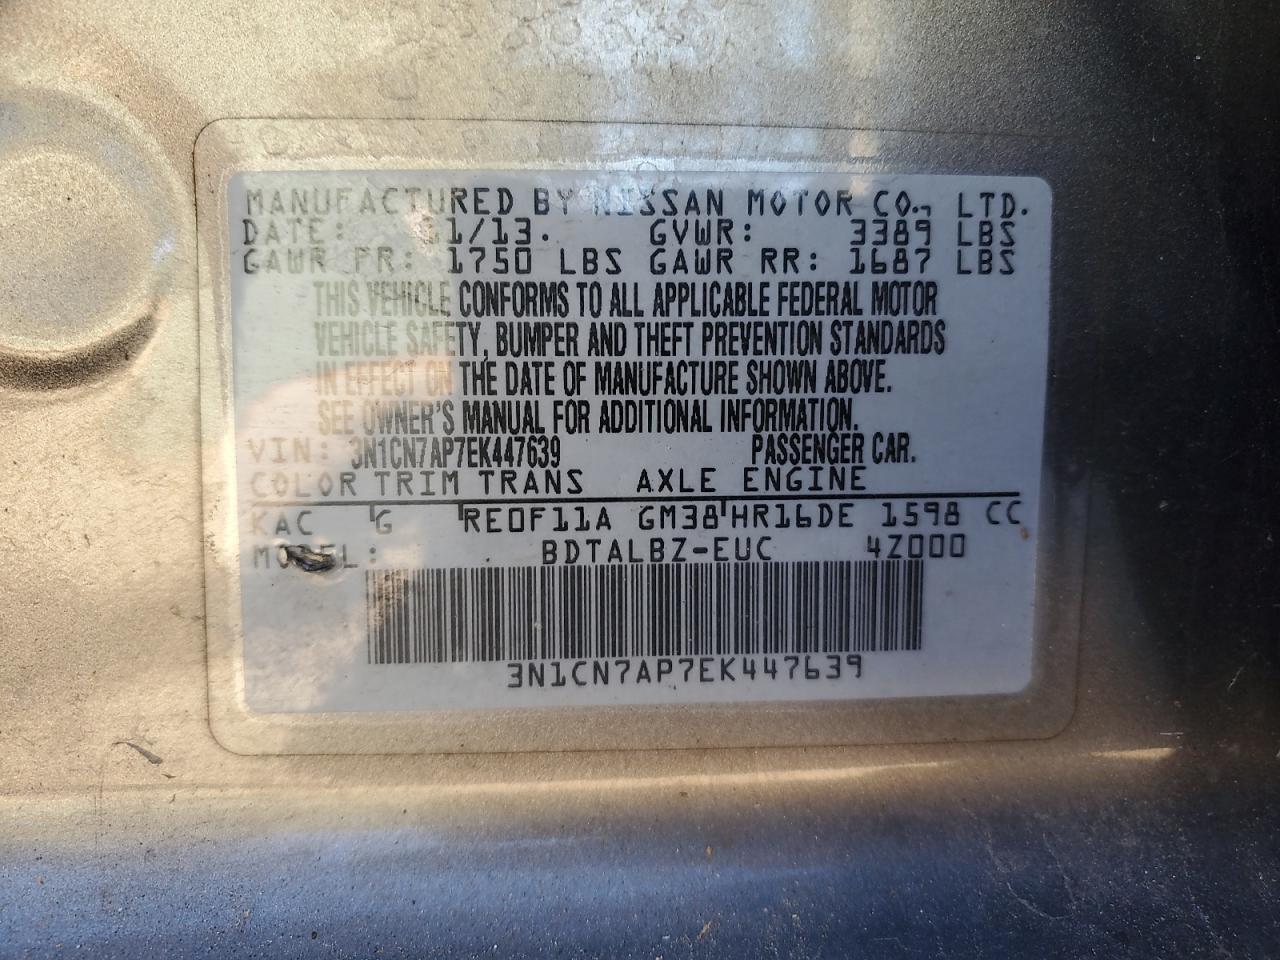 MANUFACTURED BY NISSAN MOTOR CO., LTD.
DATE: 11/13. GVWR: 3389 LBS
GAWR FR: 1750 LBS GAWR RR: 1687 LBS
THIS VEHICLE CONFORMS TO ALL APPLICABLE FEDERAL MOTOR
VEHICLE SAFETY, BUMPER AND THEFT PREVENTION STANDARDS
IN EFFECT ON THE DATE OF MANUFACTURE SHOWN ABOVE.
SEE OWNER'S MANUAL FOR ADDITIONAL INFORMATION.
VIN: 3N1CN7AP7EK447639 PASSENGER CAR.
COLOR TRIM TRANS AXLE ENGINE
KAC G RE0F11A GM38 HR16DE 1598 CC
MODEL: BDTALBZ-EUC 4Z000
3N1CN7AP7EK447639